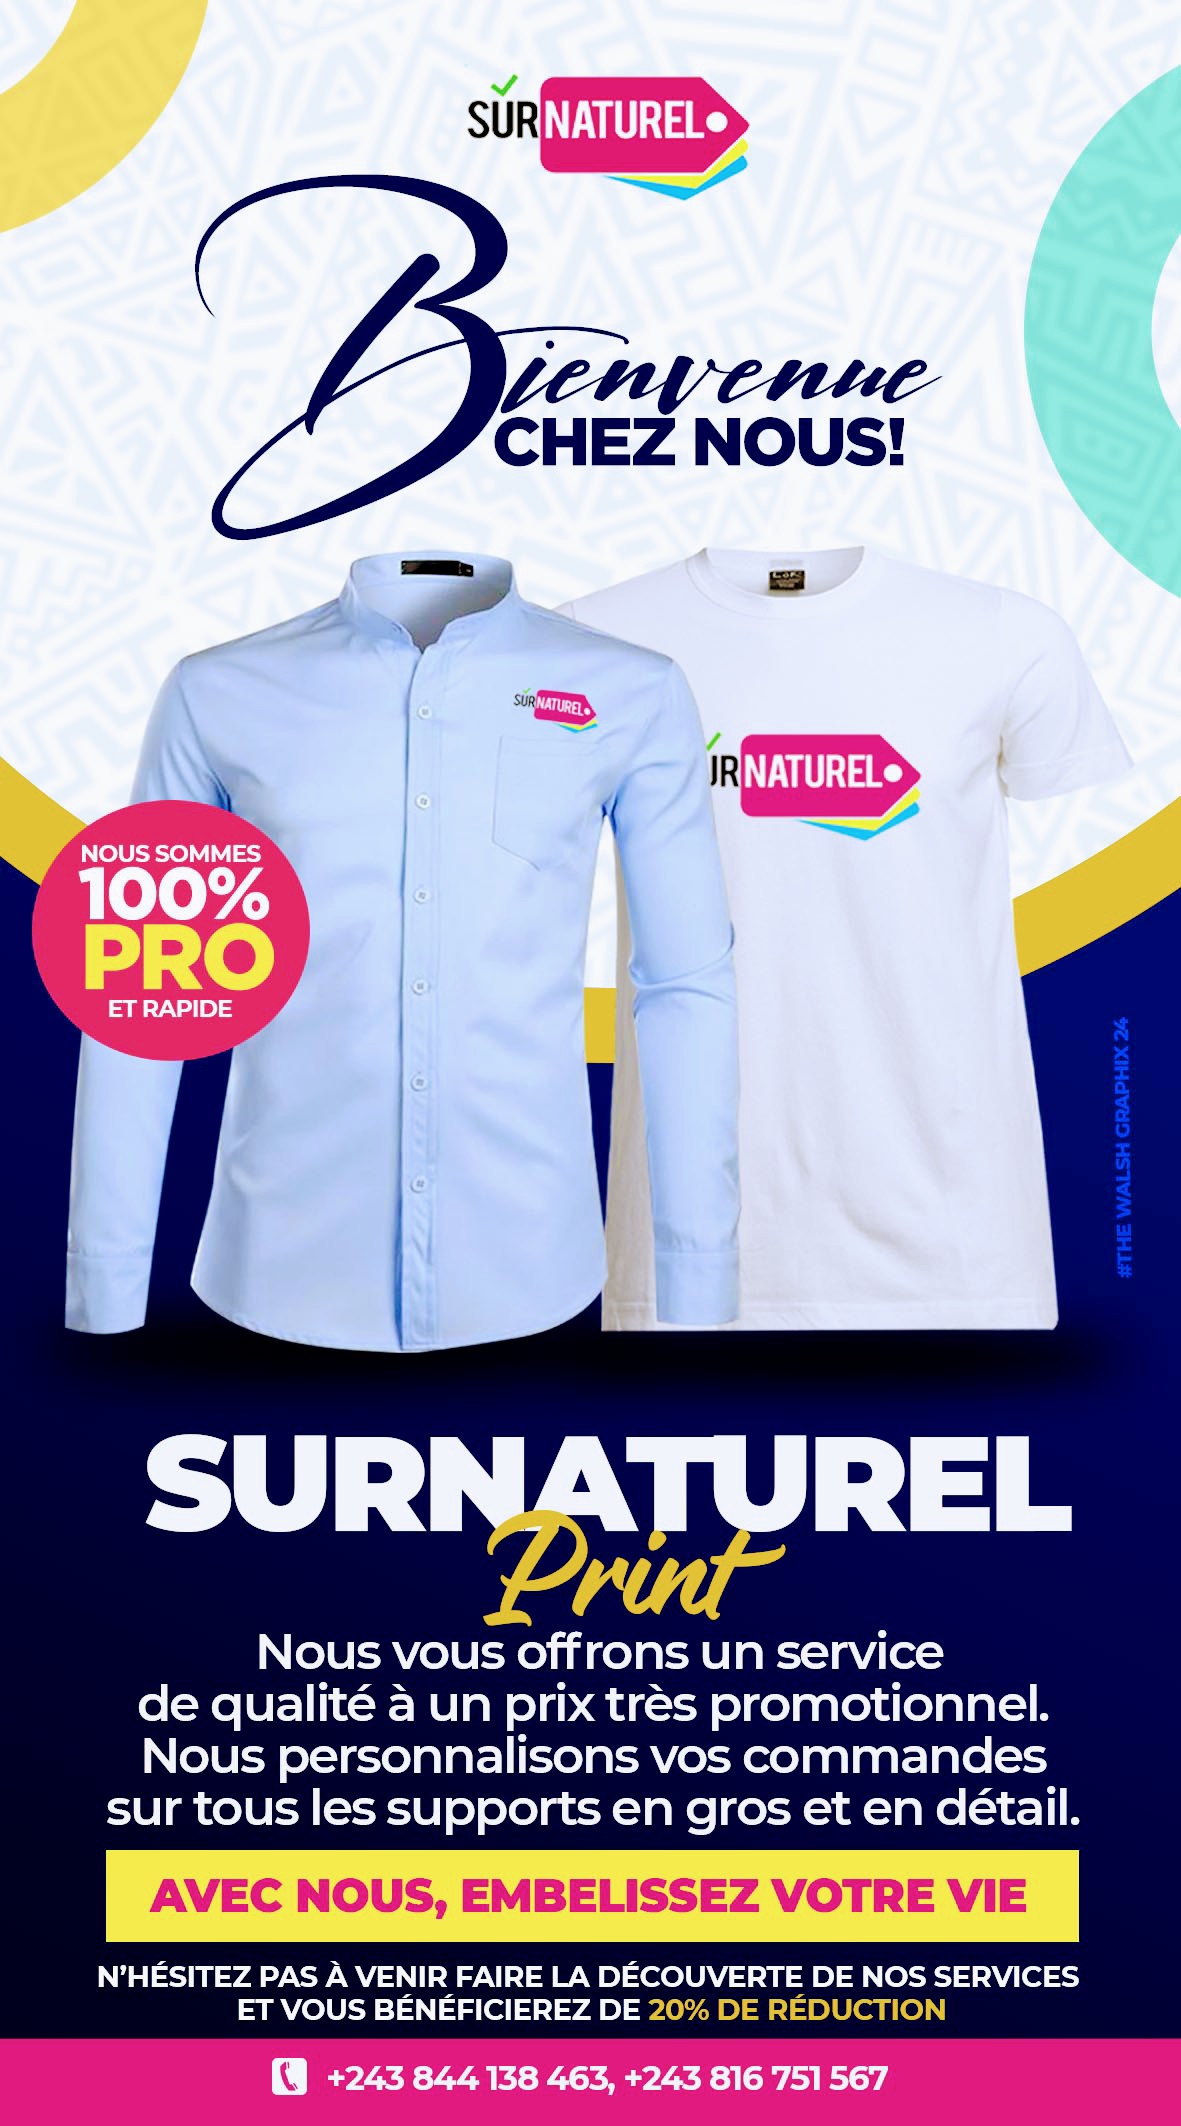 SURNATUREL
Bienvenue
CHEZ NOUS!
SURNATUREL
URNATUREL
NOUS SOMMES
100%
PRO
ET RAPIDE
#THE WALSH GRAPHIX 24
SURNATUREL
Print
Nous vous offrons un service
de qualité à un prix très promotionnel.
Nous personnalisons vos commandes
sur tous les supports en gros et en détail.
AVEC NOUS, EMBELISSEZ VOTRE VIE
N'HÉSITEZ PAS À VENIR FAIRE LA DÉCOUVERTE DE NOS SERVICES
ET VOUS BÉNÉFICIEREZ DE 20% DE RÉDUCTION
+243 844 138 463, +243 816 751 567